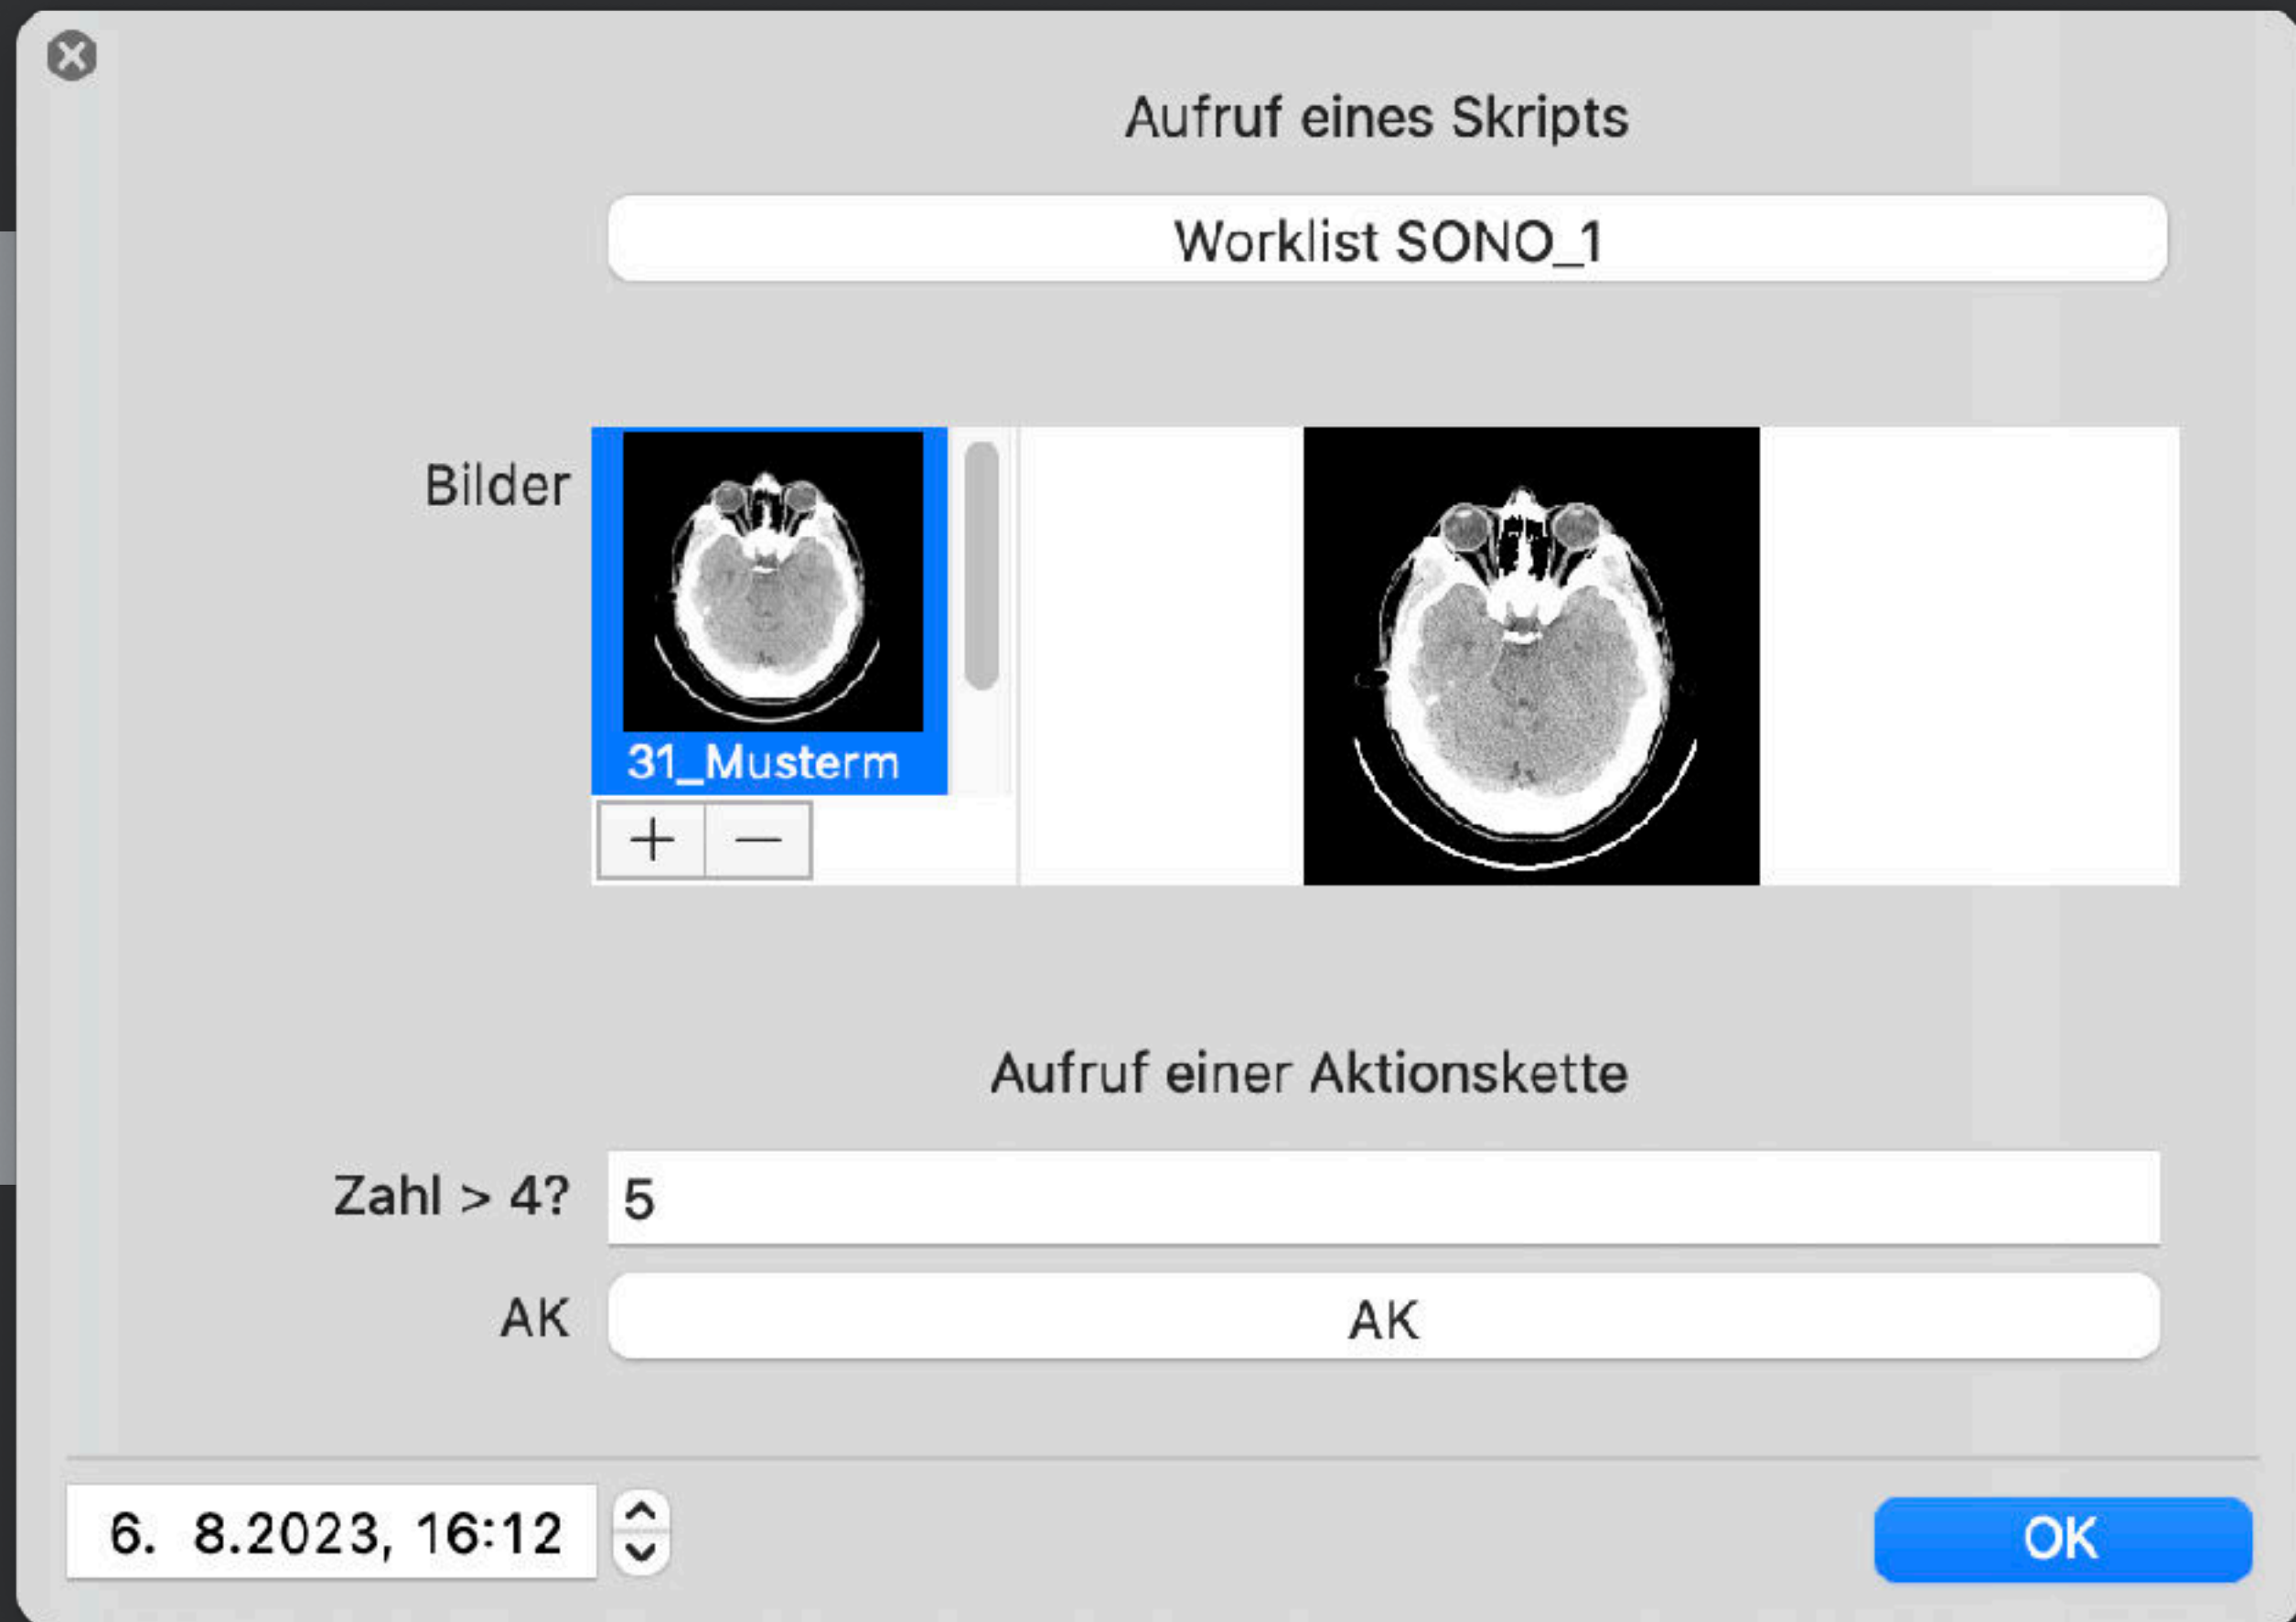 Aufruf eines Skripts
Worklist SONO_1
Bilder
31_Musterm
Aufruf einer Aktionskette
Zahl > 4? 5
AK AK
6. 8.2023, 16:12 OK